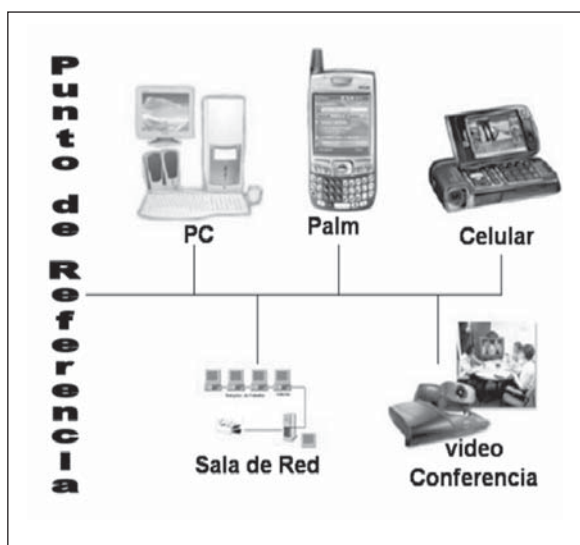 Punto de Referencia
PC
Palm
Celular
Sala de Red
video
Conferencia